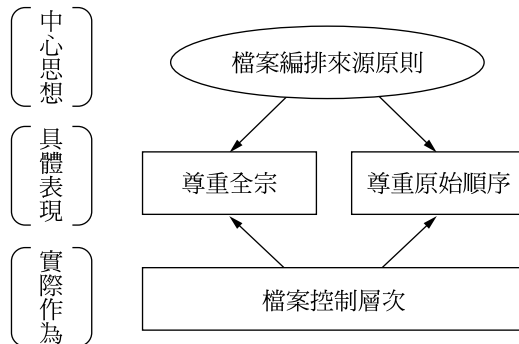 中心思想
檔案編排來源原則
具體表現
尊重全宗
尊重原始順序
實際作為
檔案控制層次